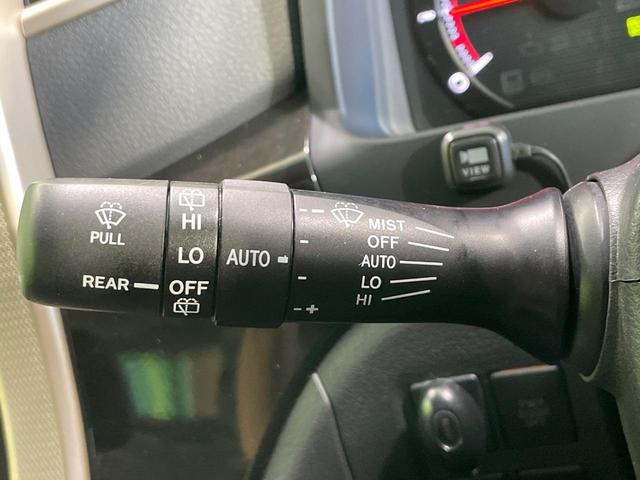 PULL
REAR
HI
LO
OFF
AUTO
- +
MIST
OFF
AUTO
LO
HI
VIEW